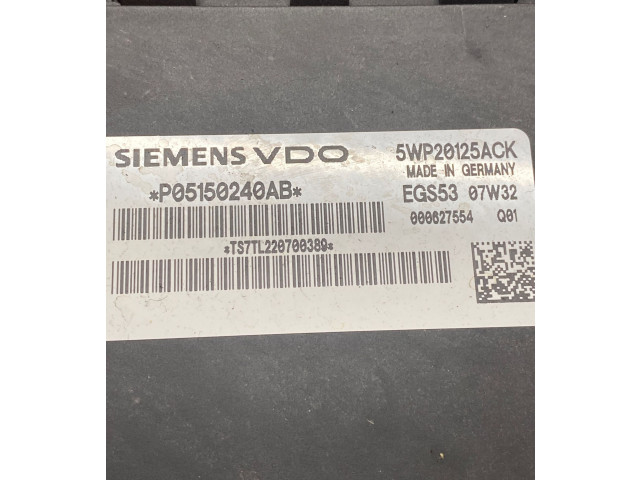 SIEMENS VDO
5WP20125ACK
MADE IN GERMANY
*P05150240AB*
EGS53 07W32
000627554 Q01
*TS7TL220700389*